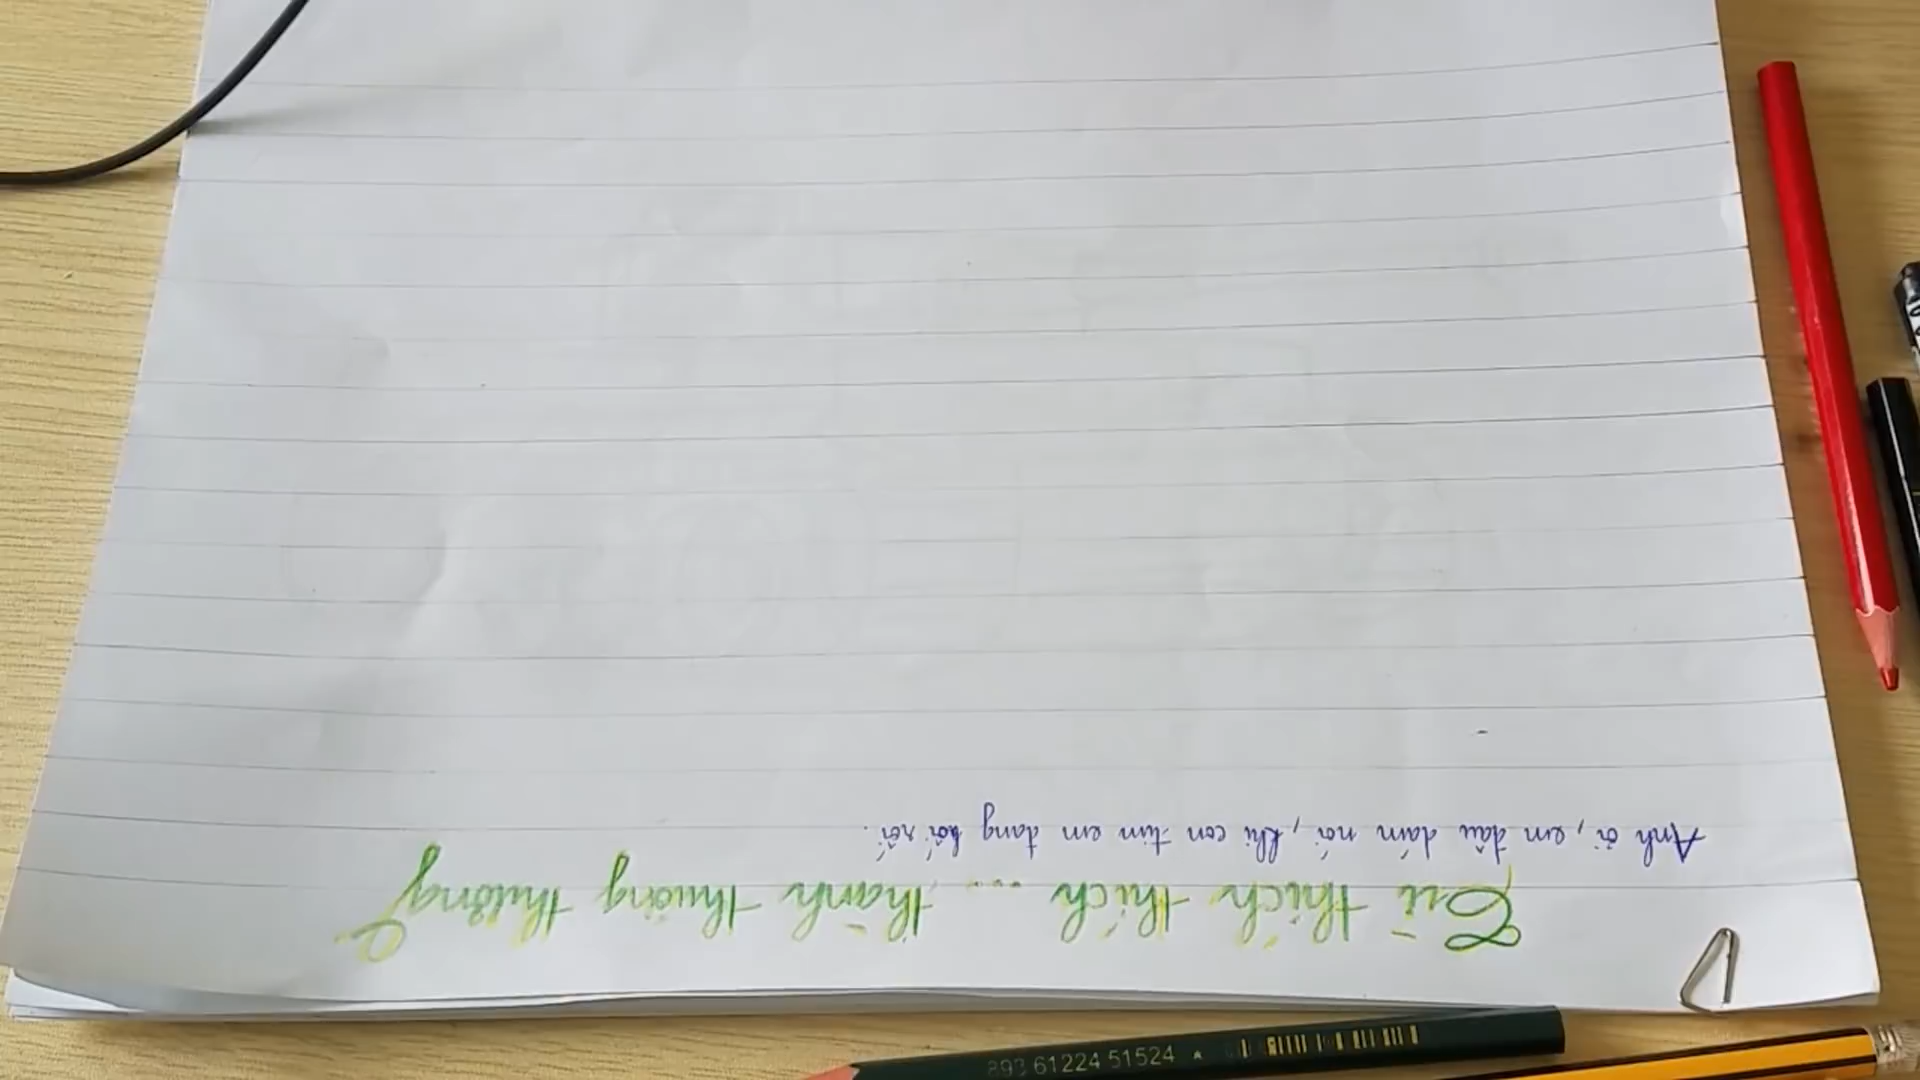 Từ thích thích ... thành thương thương
Anh ơi, em đâu dám nói, khi con tim em đang bối rối.
893 61224 51524